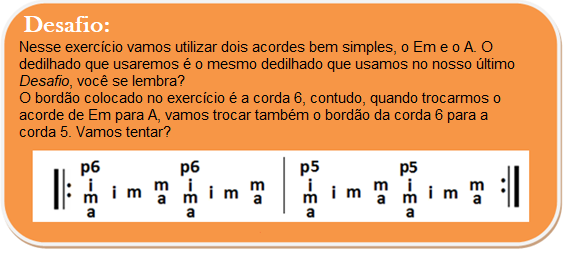 Desafio:
Nesse exercício vamos utilizar dois acordes bem simples, o Em e o A. O
dedilhado que usaremos é o mesmo dedilhado que usamos no nosso último
Desafio, você se lembra?
O bordão colocado no exercício é a corda 6, contudo, quando trocarmos o
acorde de Em para A, vamos trocar também o bordão da corda 6 para a
corda 5. Vamos tentar?
p6 p6 p5 p5
i i m m i i m m i i m m i i m m
m a m a m a m a
a a a a